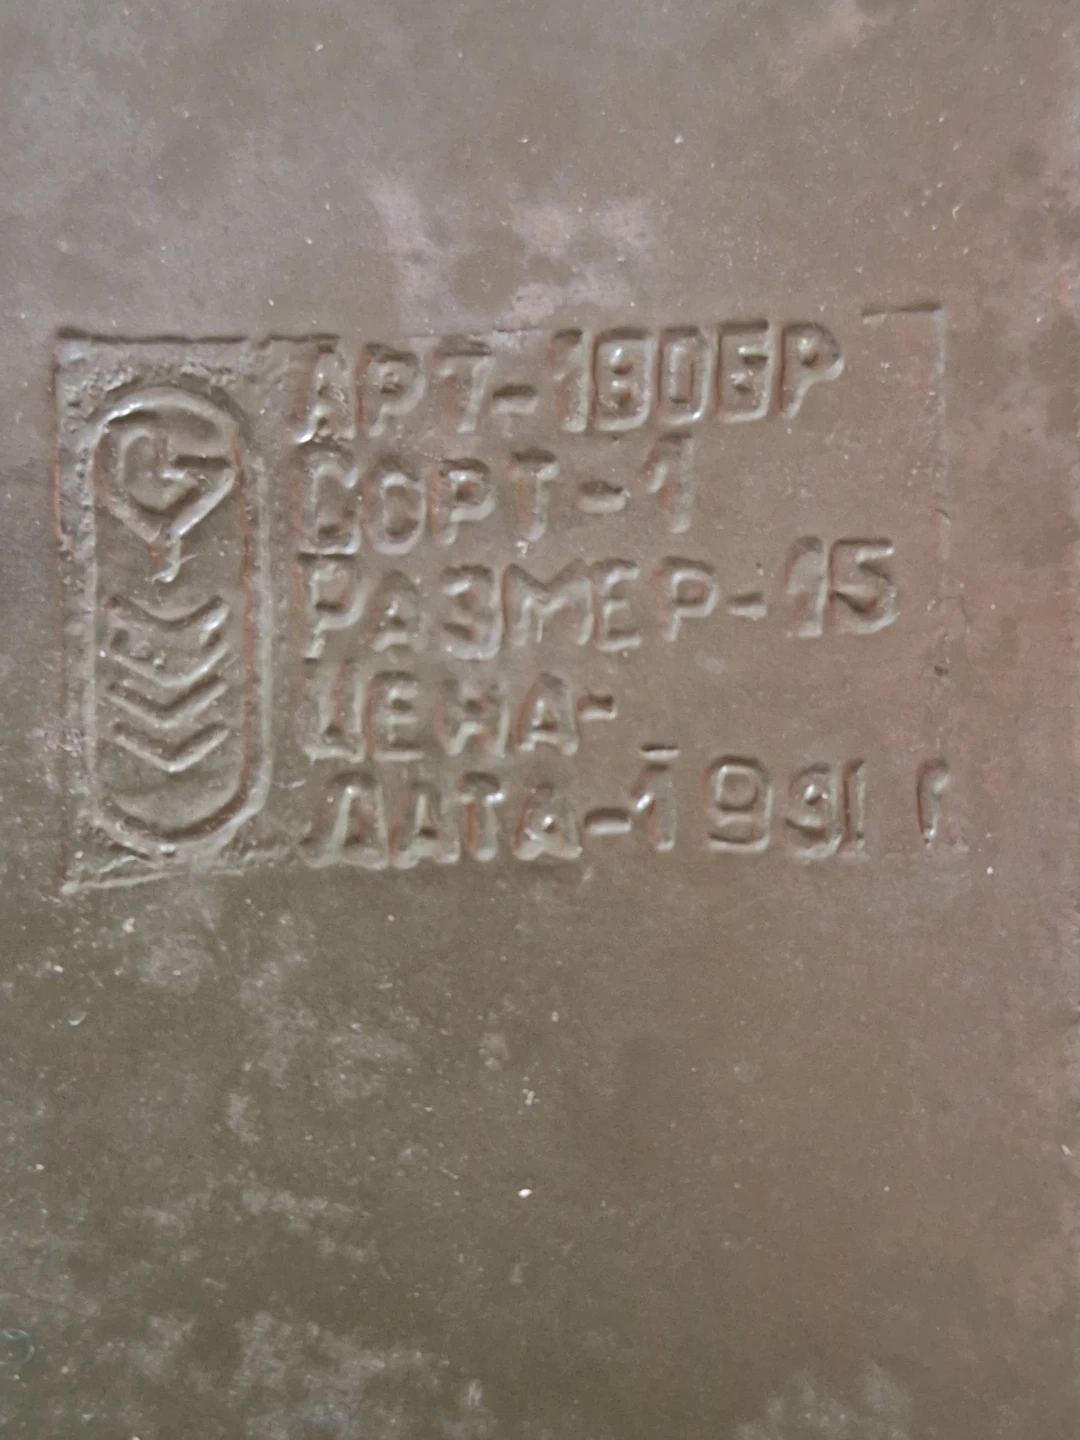 АРТ-180БР
СОРТ-1
РАЗМЕР-15
ЦЕНА-
ДАТА-1991 Г